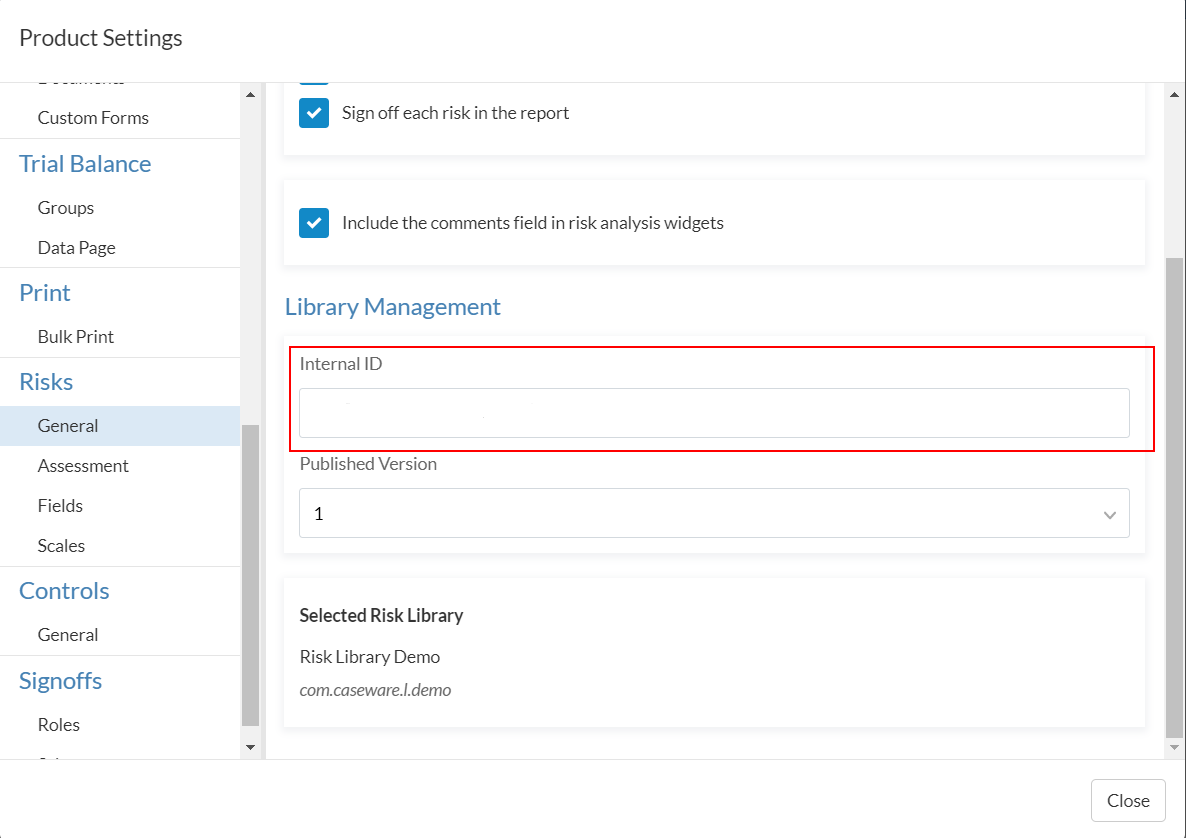 Product Settings
Custom Forms
Trial Balance
Groups
Data Page
Print
Bulk Print
Risks
General
Assessment
Fields
Scales
Controls
General
Signoffs
Roles
Sign off each risk in the report
Include the comments field in risk analysis widgets
Library Management
Internal ID
Published Version
1
Selected Risk Library
Risk Library Demo
com.caseware.l.demo
Close